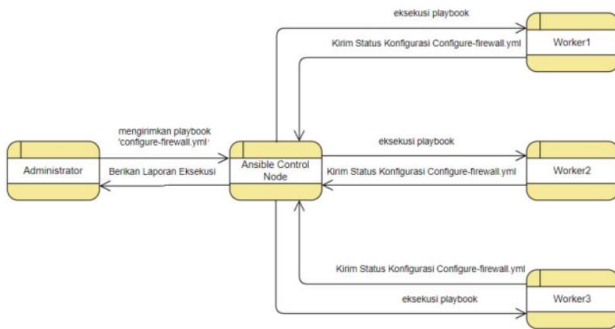 eksekusi playbook
Kirim Status Konfigurasi Configure-firewall.yml
Worker1
mengirimkan playbook
'configure-firewall.yml'
Administrator
Berikan Laporan Eksekusi
Ansible Control
Node
eksekusi playbook
Kirim Status Konfigurasi Configure-firewall.yml
Worker2
Kirim Status Konfigurasi Configure-firewall.yml
eksekusi playbook
Worker3